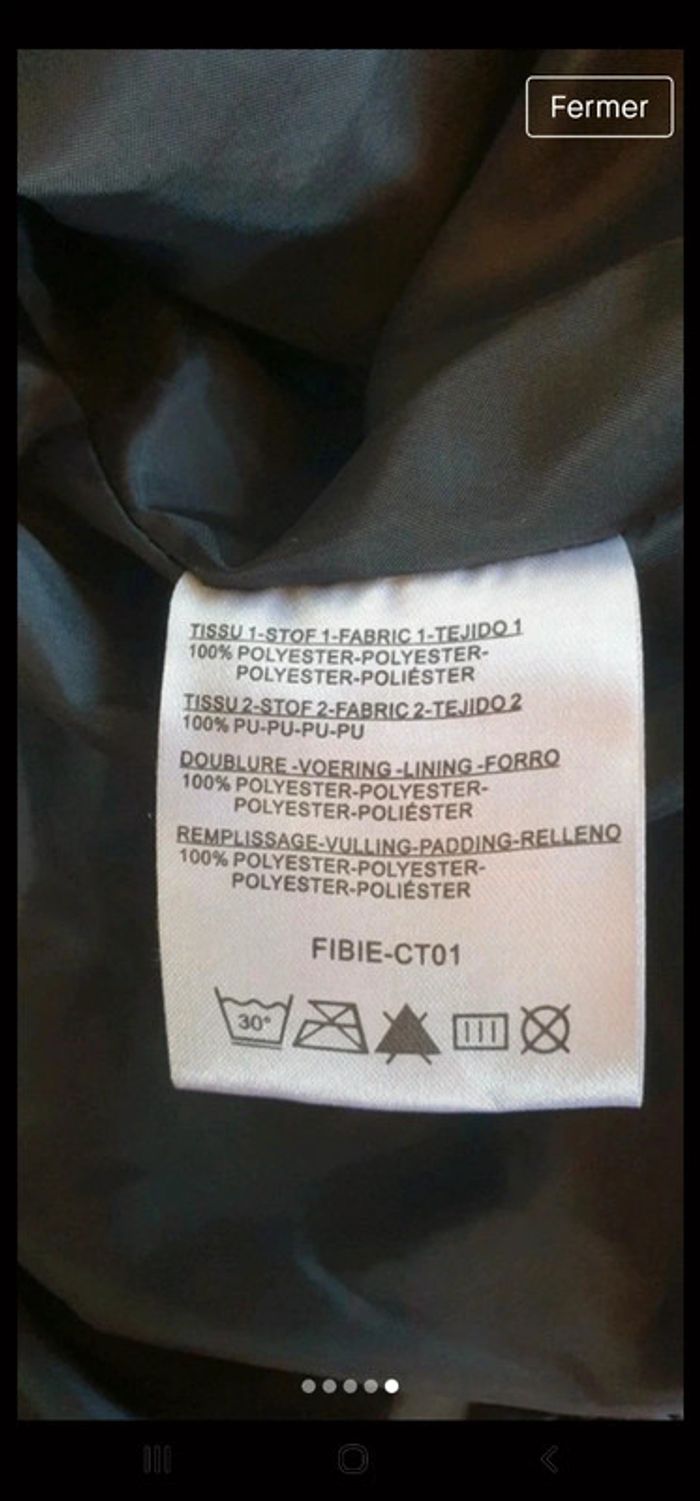 Fermer
TISSU 1-STOF 1-FABRIC 1-TEJIDO 1
100% POLYESTER-POLYESTER-
POLYESTER-POLIÉSTER
TISSU 2-STOF 2-FABRIC 2-TEJIDO 2
100% PU-PU-PU-PU
DOUBLURE -VOERING -LINING -FORRO
100% POLYESTER-POLYESTER-
POLYESTER-POLIÉSTER
REMPLISSAGE-VULLING-PADDING-RELLENO
100% POLYESTER-POLYESTER-
POLYESTER-POLIÉSTER
FIBIE-CT01
30°